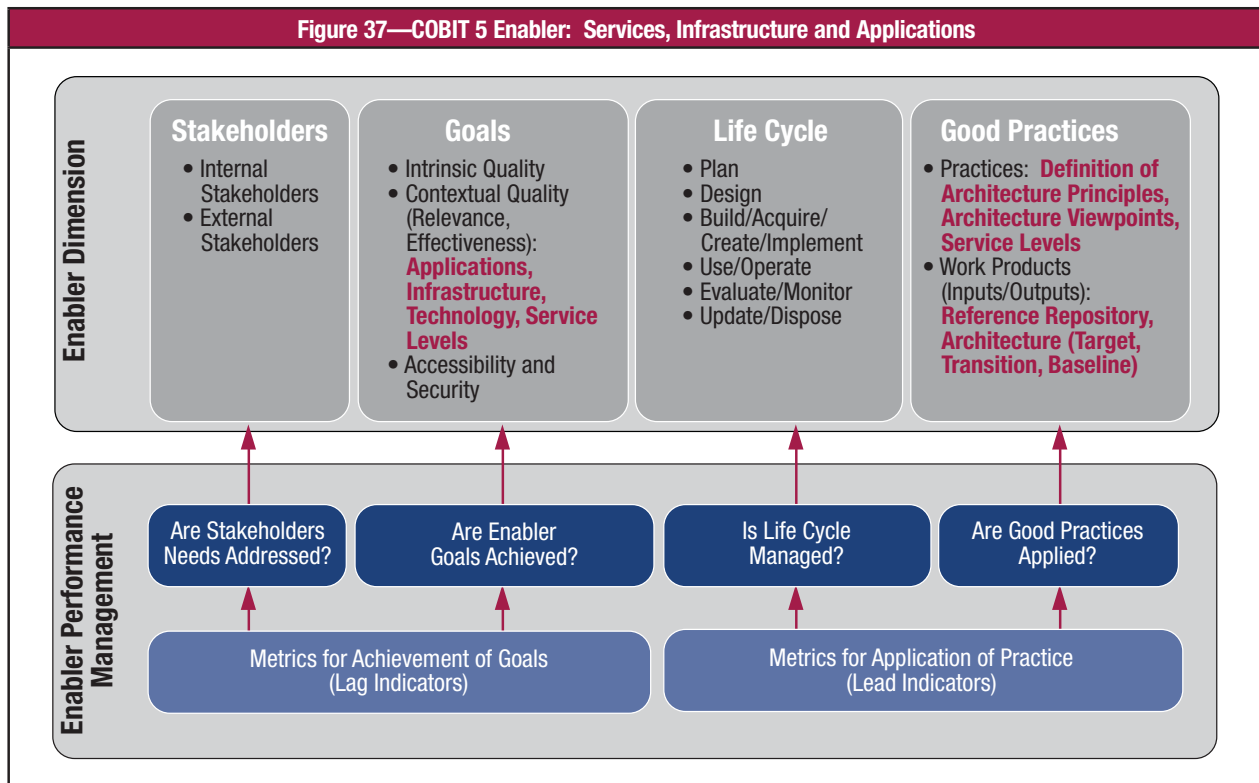 Figure 37—COBIT 5 Enabler: Services, Infrastructure and Applications
Enabler Dimension
Stakeholders
• Internal
Stakeholders
• External
Stakeholders
Goals
• Intrinsic Quality
• Contextual Quality
(Relevance,
Effectiveness):
Applications,
Infrastructure,
Technology, Service
Levels
• Accessibility and
Security
Life Cycle
• Plan
• Design
• Build/Acquire/
Create/Implement
• Use/Operate
• Evaluate/Monitor
• Update/Dispose
Good Practices
• Practices: Definition of
Architecture Principles,
Architecture Viewpoints,
Service Levels
• Work Products
(Inputs/Outputs):
Reference Repository,
Architecture (Target,
Transition, Baseline)
Enabler Performance
Management
Are Stakeholders
Needs Addressed?
Are Enabler
Goals Achieved?
Is Life Cycle
Managed?
Are Good Practices
Applied?
Metrics for Achievement of Goals
(Lag Indicators)
Metrics for Application of Practice
(Lead Indicators)